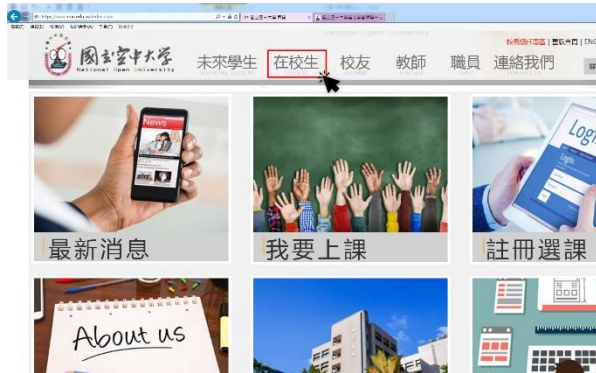 國立空中大學
National Open University
未來學生 在校生 校友 教師 職員 連絡我們
News
Login
Login
最新消息
我要上課
註冊選課
About us